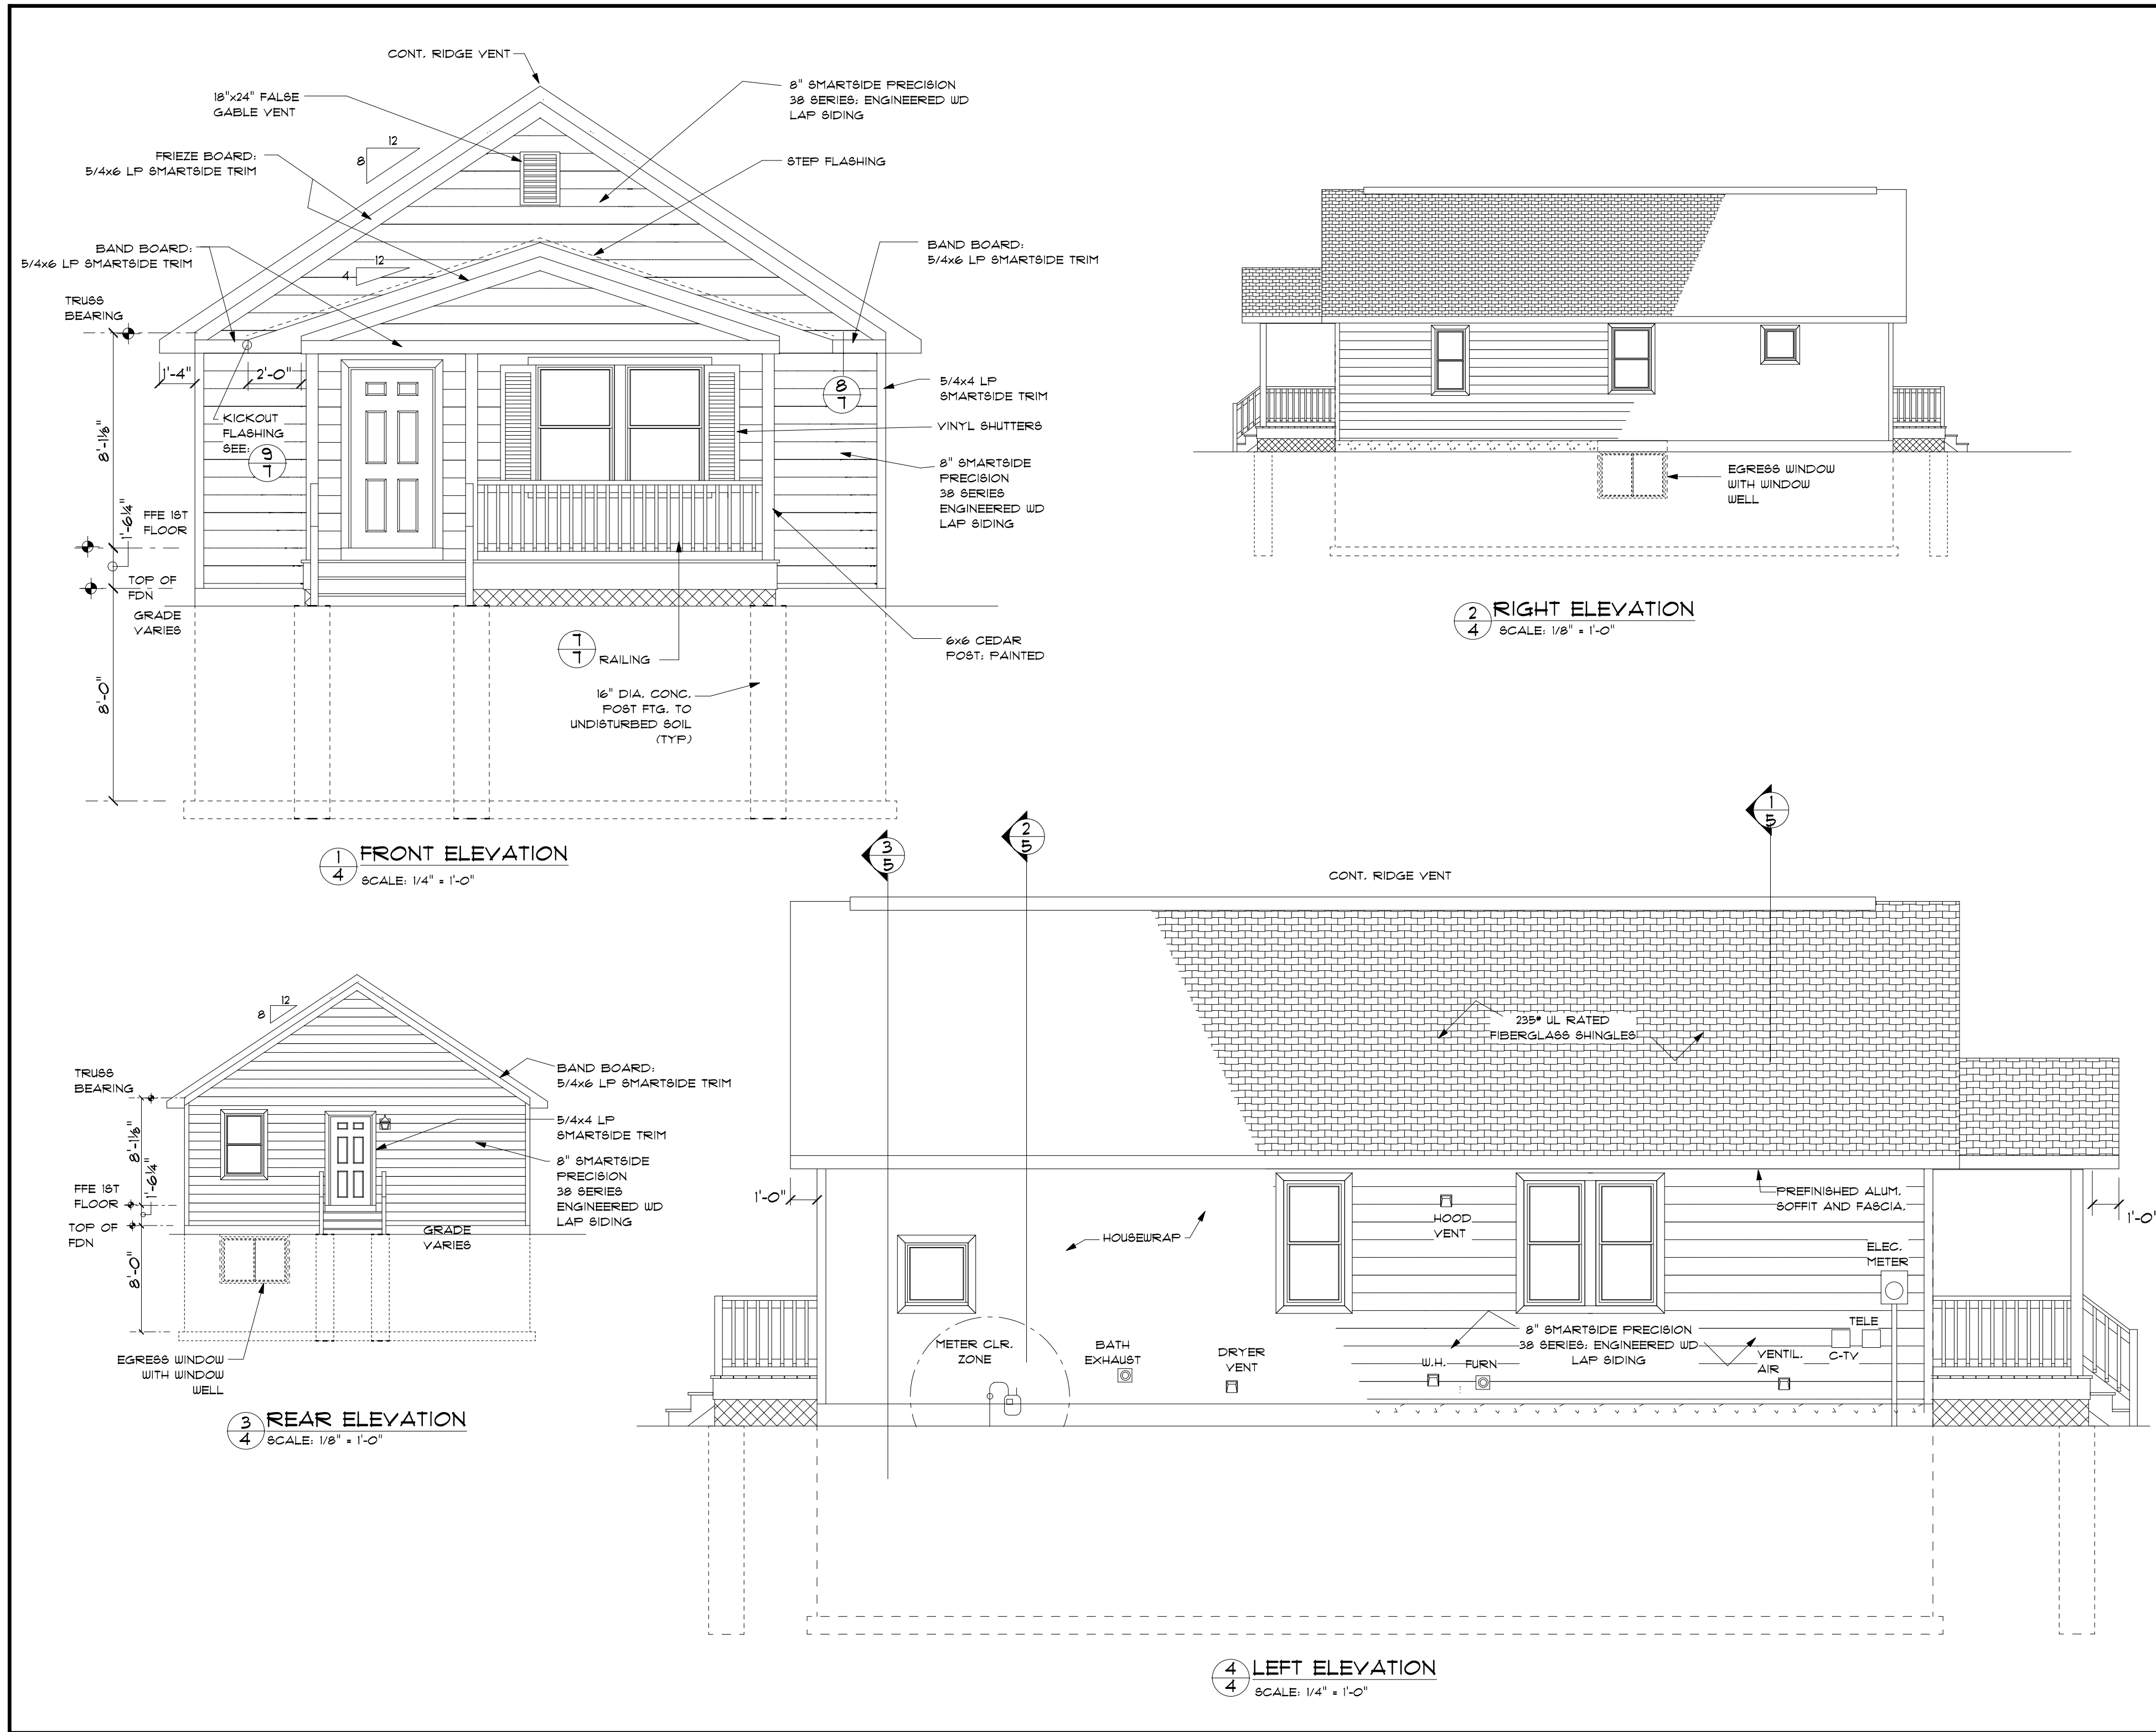 CONT. RIDGE VENT
18"x24" FALSE
GABLE VENT
8" SMARTSIDE PRECISION
38 SERIES; ENGINEERED WD
LAP SIDING
12
8
FRIEZE BOARD:
5/4x6 LP SMARTSIDE TRIM
STEP FLASHING
BAND BOARD:
5/4x6 LP SMARTSIDE TRIM
12
4
BAND BOARD:
5/4x6 LP SMARTSIDE TRIM
TRUSS
BEARING
1'-4"
2'-0"
8
7
5/4x4 LP
SMARTSIDE TRIM
KICKOUT
FLASHING
SEE:
9
7
VINYL SHUTTERS
8'-1⅛"
8" SMARTSIDE
PRECISION
38 SERIES
ENGINEERED WD
LAP SIDING
1'-6¼"
FFE 1ST
FLOOR
TOP OF
FDN
GRADE
VARIES
8'-0"
7
7
RAILING
6x6 CEDAR
POST; PAINTED
16" DIA. CONC.
POST FTG. TO
UNDISTURBED SOIL
(TYP.)
1
4
FRONT ELEVATION
SCALE: 1/4" = 1'-0"
EGRESS WINDOW
WITH WINDOW
WELL
2
4
RIGHT ELEVATION
SCALE: 1/8" = 1'-0"
12
8
TRUSS
BEARING
BAND BOARD:
5/4x6 LP SMARTSIDE TRIM
5/4x4 LP
SMARTSIDE TRIM
8'-1⅛"
1'-6¼"
8" SMARTSIDE
PRECISION
38 SERIES
ENGINEERED WD
LAP SIDING
FFE 1ST
FLOOR
TOP OF
FDN
GRADE
VARIES
8'-0"
EGRESS WINDOW
WITH WINDOW
WELL
3
4
REAR ELEVATION
SCALE: 1/8" = 1'-0"
3
5
2
5
1
5
CONT. RIDGE VENT
235# UL RATED
FIBERGLASS SHINGLES
1'-0"
PREFINISHED ALUM.
SOFFIT AND FASCIA.
1'-0"
HOUSEWRAP
HOOD
VENT
ELEC.
METER
METER CLR.
ZONE
BATH
EXHAUST
DRYER
VENT
W.H.
FURN
8" SMARTSIDE PRECISION
38 SERIES; ENGINEERED WD
LAP SIDING
VENTIL.
AIR
TELE
C-TV
4
4
LEFT ELEVATION
SCALE: 1/4" = 1'-0"